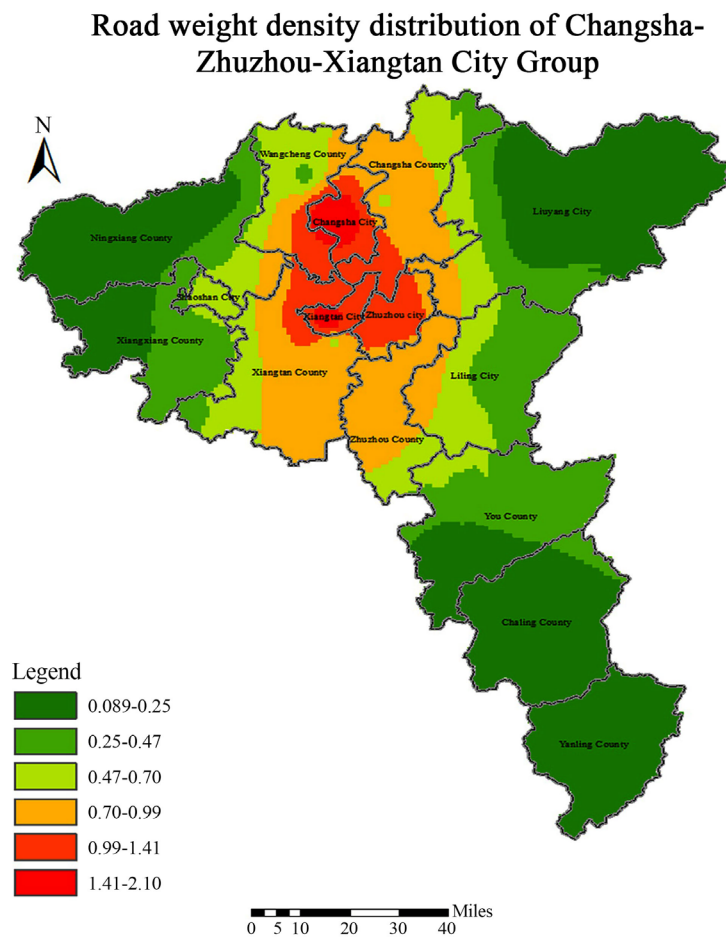 Road weight density distribution of Changsha-
Zhuzhou-Xiangtan City Group
N
Wangcheng County
Changsha County
Liuyang City
Changsha City
Ningxiang County
Shaoshan City
Xiangtan City
Zhuzhou city
Xiangxiang County
Xiangtan County
Liling City
Zhuzhou County
You County
Chaling County
Yanling County
Legend
0.089-0.25
0.25-0.47
0.47-0.70
0.70-0.99
0.99-1.41
1.41-2.10
Miles
0 5 10 20 30 40